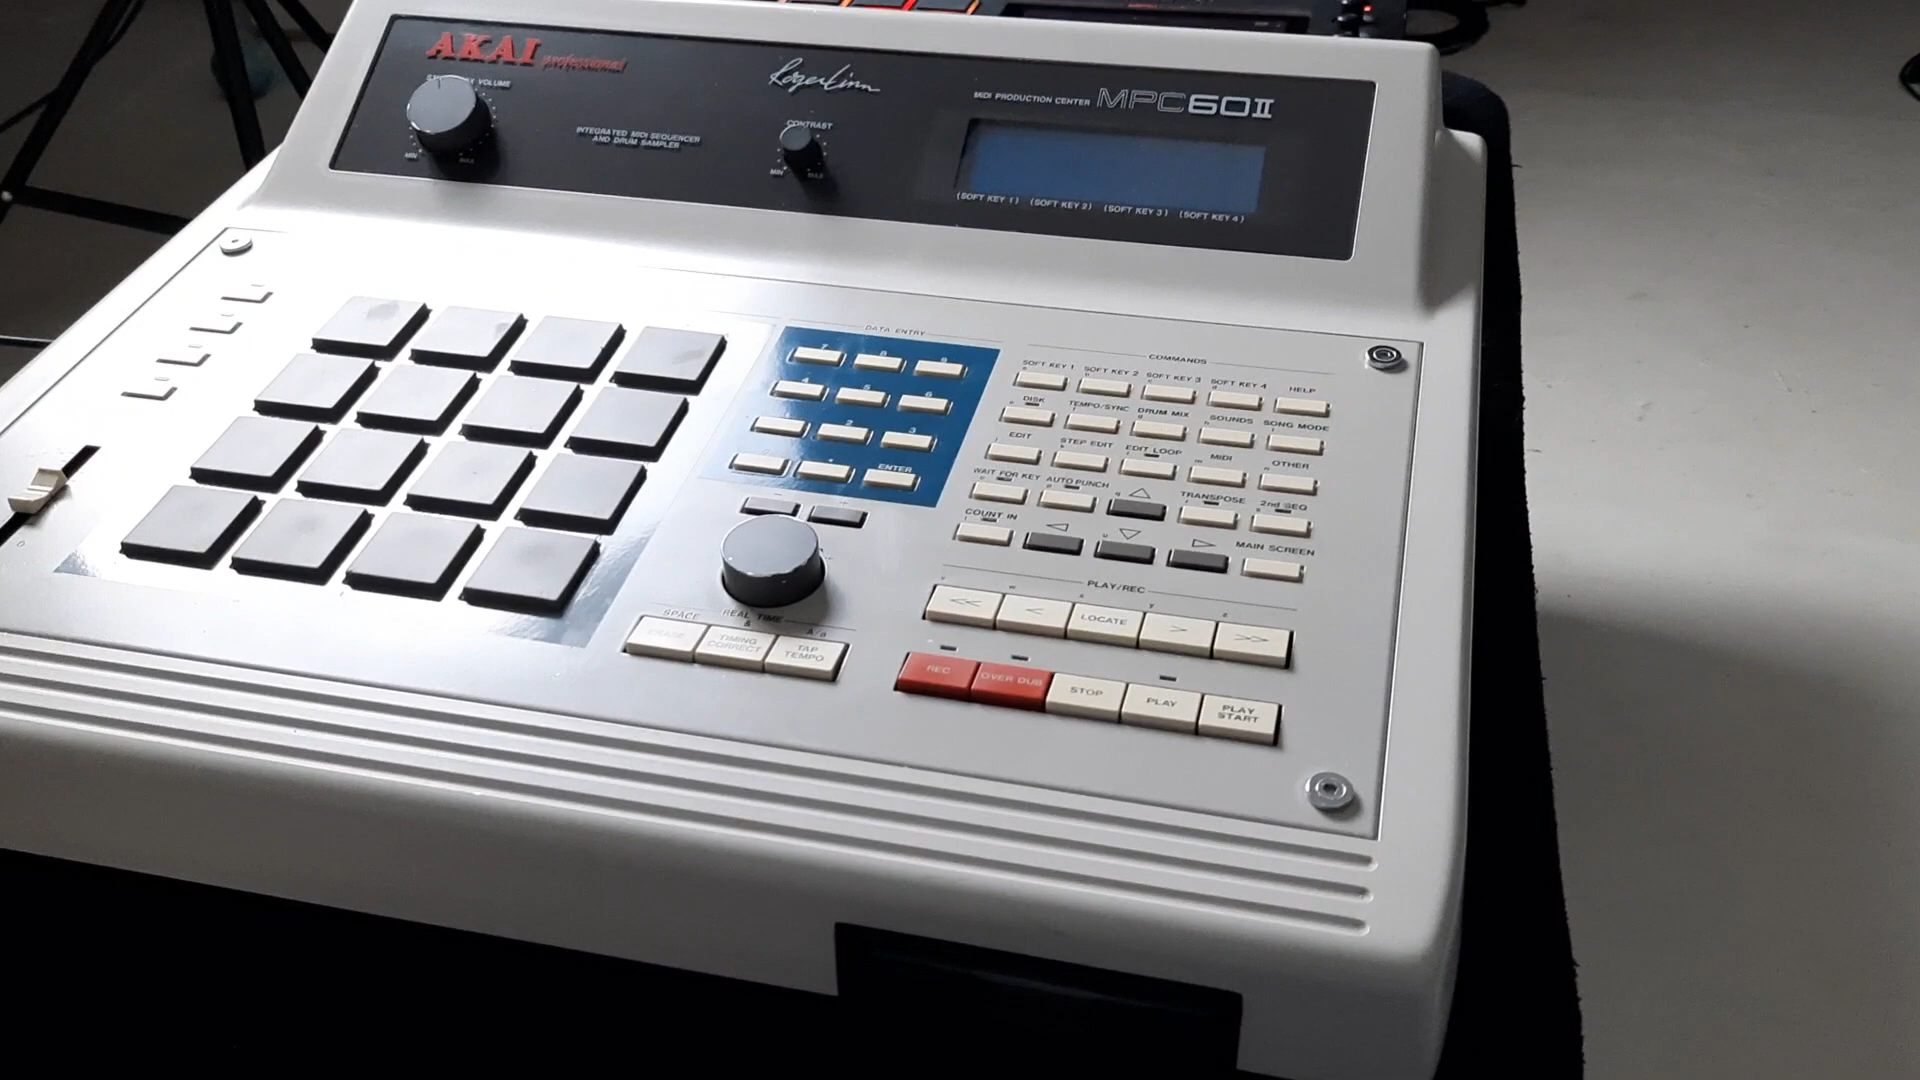 AKAI professional
VOLUME
MIN MAX
INTEGRATED MIDI SEQUENCER
AND DRUM SAMPLER
Roger Linn
CONTRAST
MIN MAX
MIDI PRODUCTION CENTER MPC60II
(SOFT KEY 1) (SOFT KEY 2) (SOFT KEY 3) (SOFT KEY 4)
DATA ENTRY
7 8 9
4 5 6
2 3
ENTER
- +
COMMANDS
SOFT KEY 1 SOFT KEY 2 SOFT KEY 3 SOFT KEY 4 HELP
DISK TEMPO/SYNC DRUM MIX SOUNDS SONG MODE
EDIT STEP EDIT EDIT LOOP MIDI OTHER
WAIT FOR KEY AUTO PUNCH TRANSPOSE 2nd SEQ
COUNT IN MAIN SCREEN
PLAY/REC
v w x y z
<< < LOCATE > >>
REC OVER DUB STOP PLAY PLAY START
SPACE REAL TIME & A/a
ERASE TIMING CORRECT TAP TEMPO